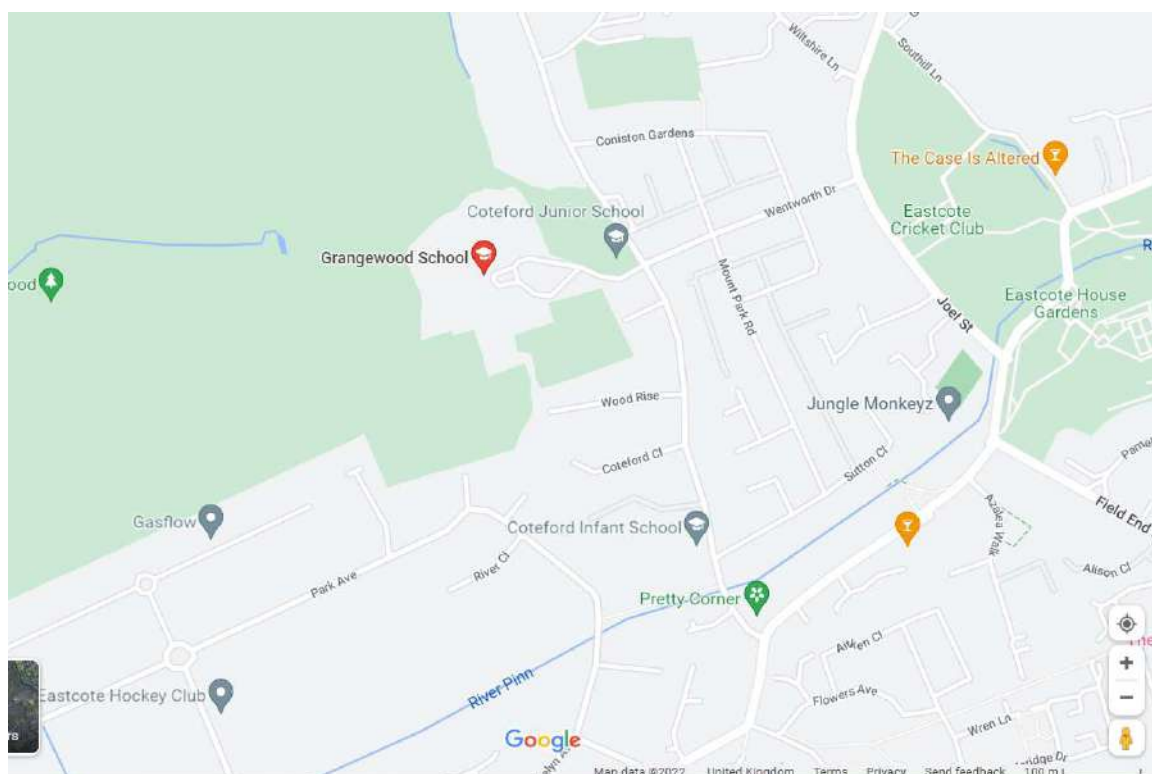 Wiltshire Ln
Southill Ln
Coniston Gardens
The Case Is Altered
Wentworth Dr
Coteford Junior School
Eastcote
Cricket Club
Grangewood School
Mount Park Rd
Eastcote House
Gardens
Joel St
Wood Rise
Jungle Monkeyz
Coteford Cl
Sutton Cl
Gasflow
Coteford Infant School
Azalea Walk
Field End
River Cl
Park Ave
Alison Cl
Pretty Corner
Wren Cl
River Pinn
Eastcote Hockey Club
Flowers Ave
Wren Ln
Google
Map data ©2022 United Kingdom Terms Privacy Send feedback 100 m